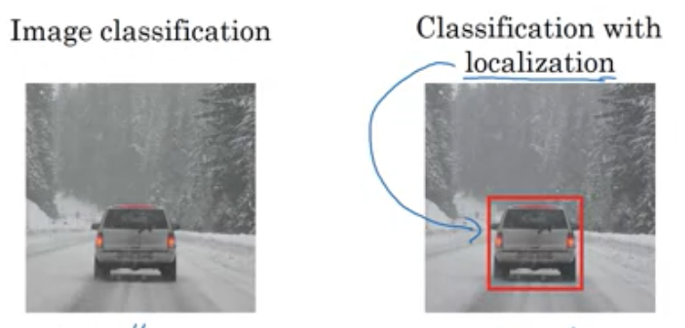 Image classification
Classification with
localization